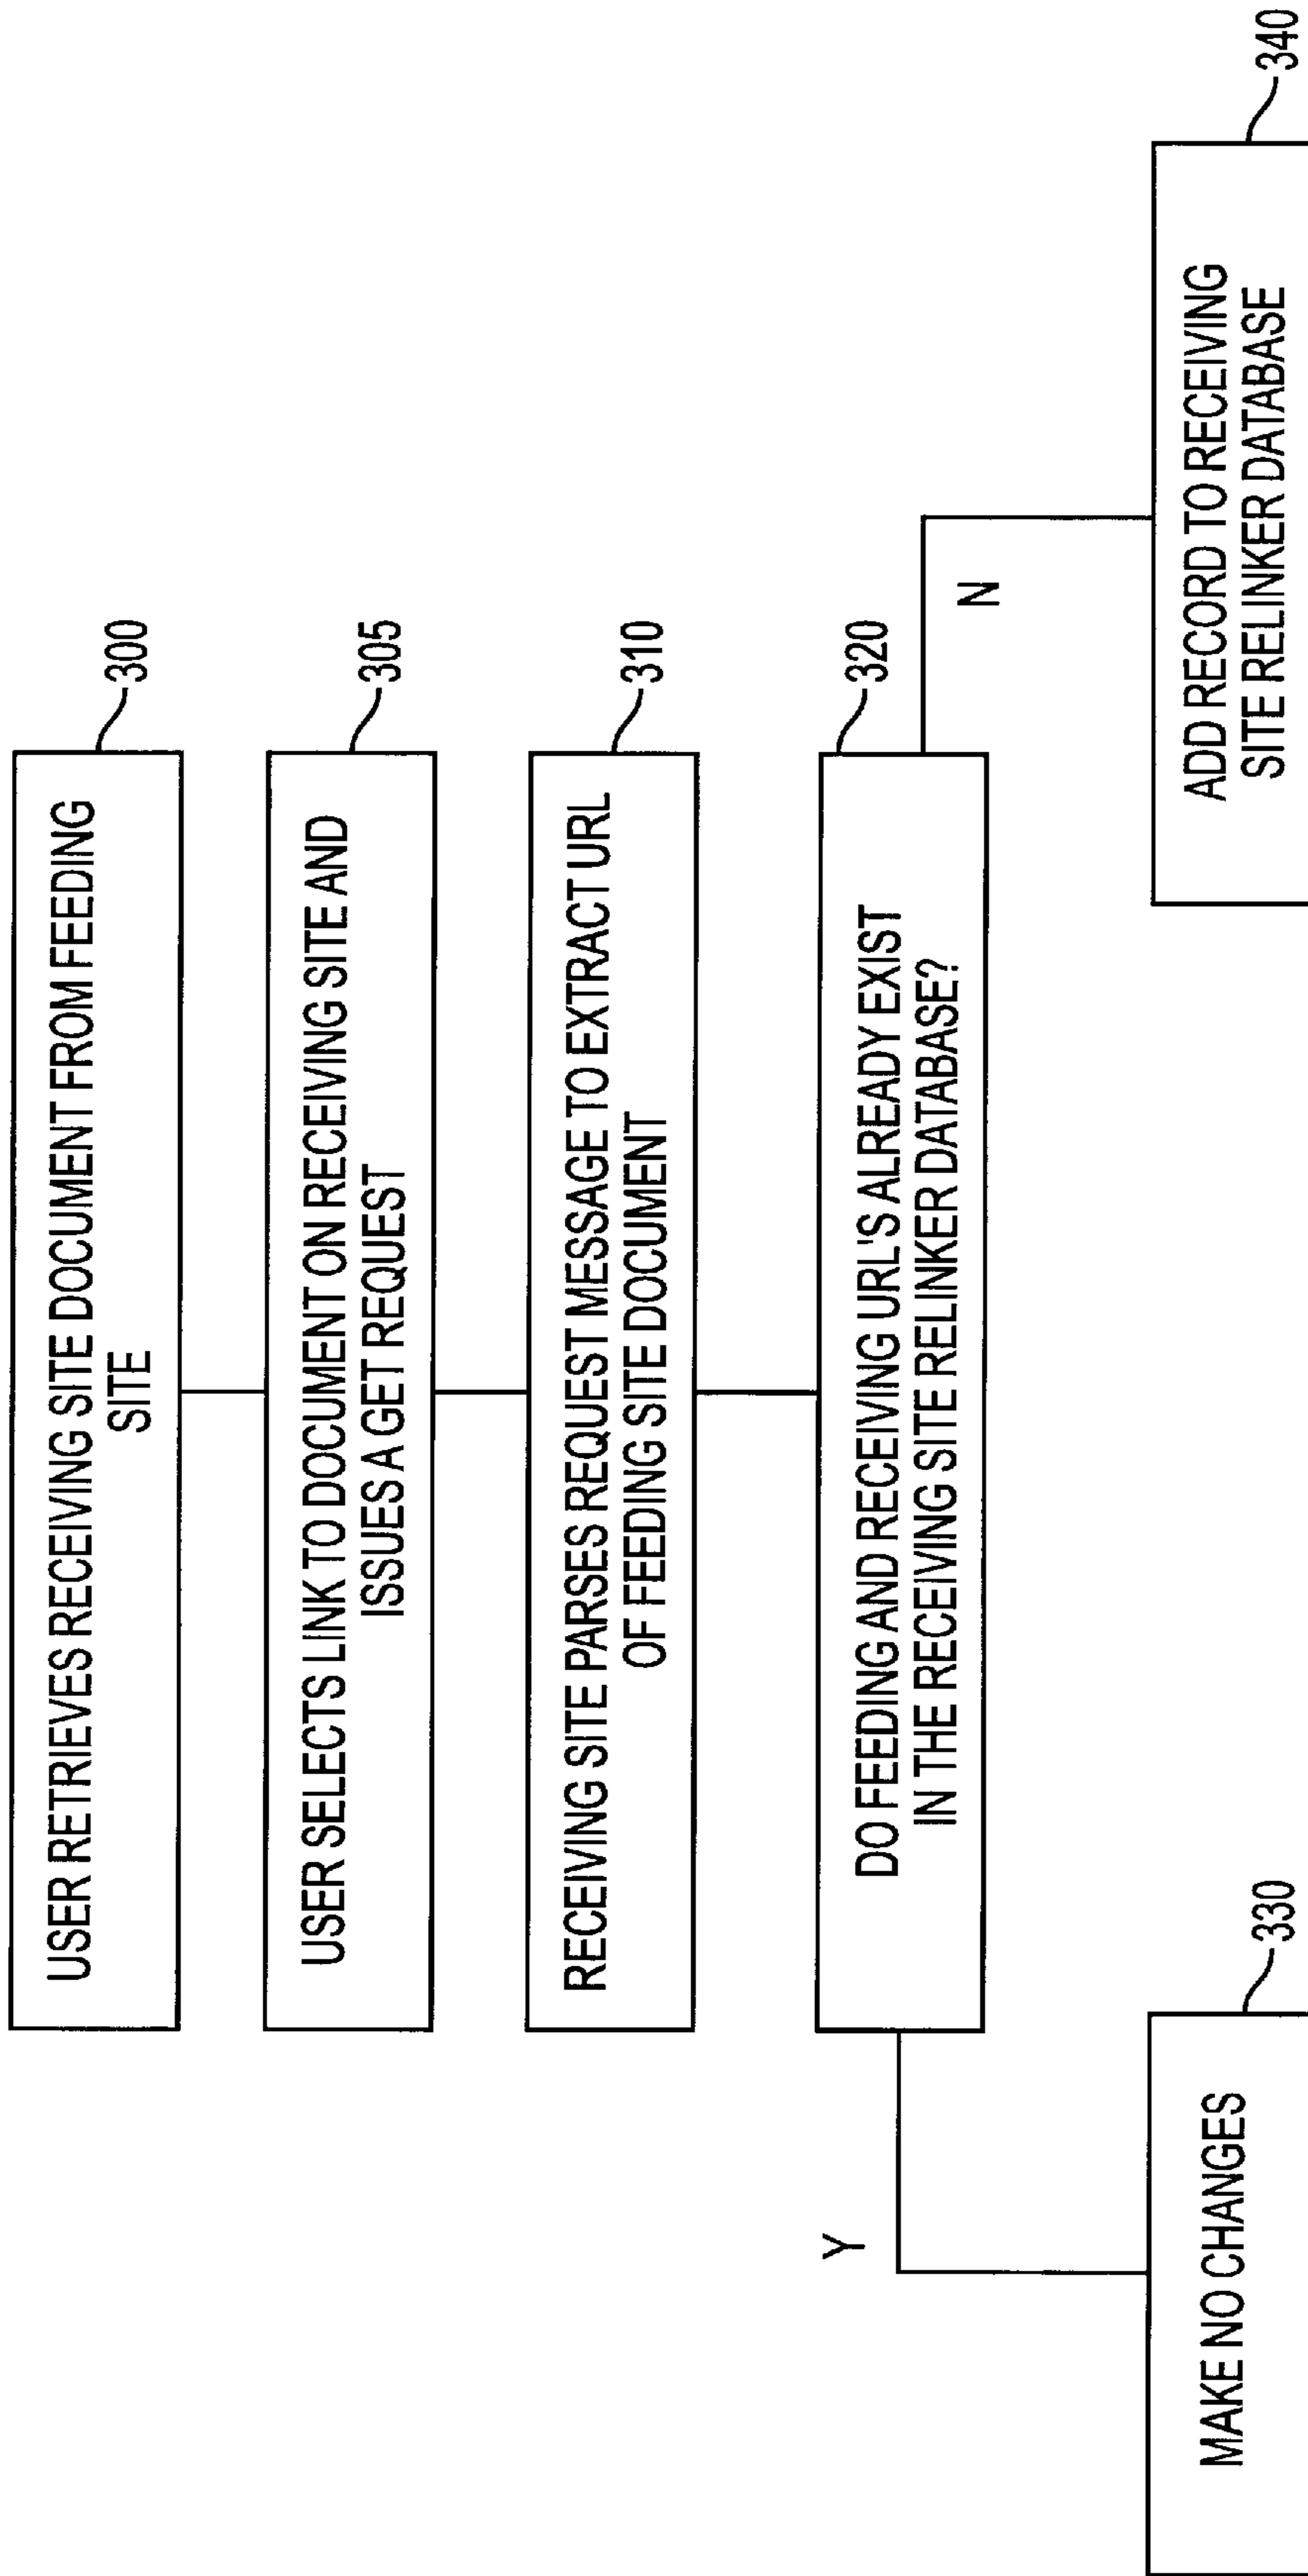 USER RETRIEVES RECEIVING SITE DOCUMENT FROM FEEDING
SITE
300
USER SELECTS LINK TO DOCUMENT ON RECEIVING SITE AND
ISSUES A GET REQUEST
305
RECEIVING SITE PARSES REQUEST MESSAGE TO EXTRACT URL
OF FEEDING SITE DOCUMENT
310
DO FEEDING AND RECEIVING URL'S ALREADY EXIST
IN THE RECEIVING SITE RELINKER DATABASE?
320
Y
N
MAKE NO CHANGES
330
ADD RECORD TO RECEIVING
SITE RELINKER DATABASE
340